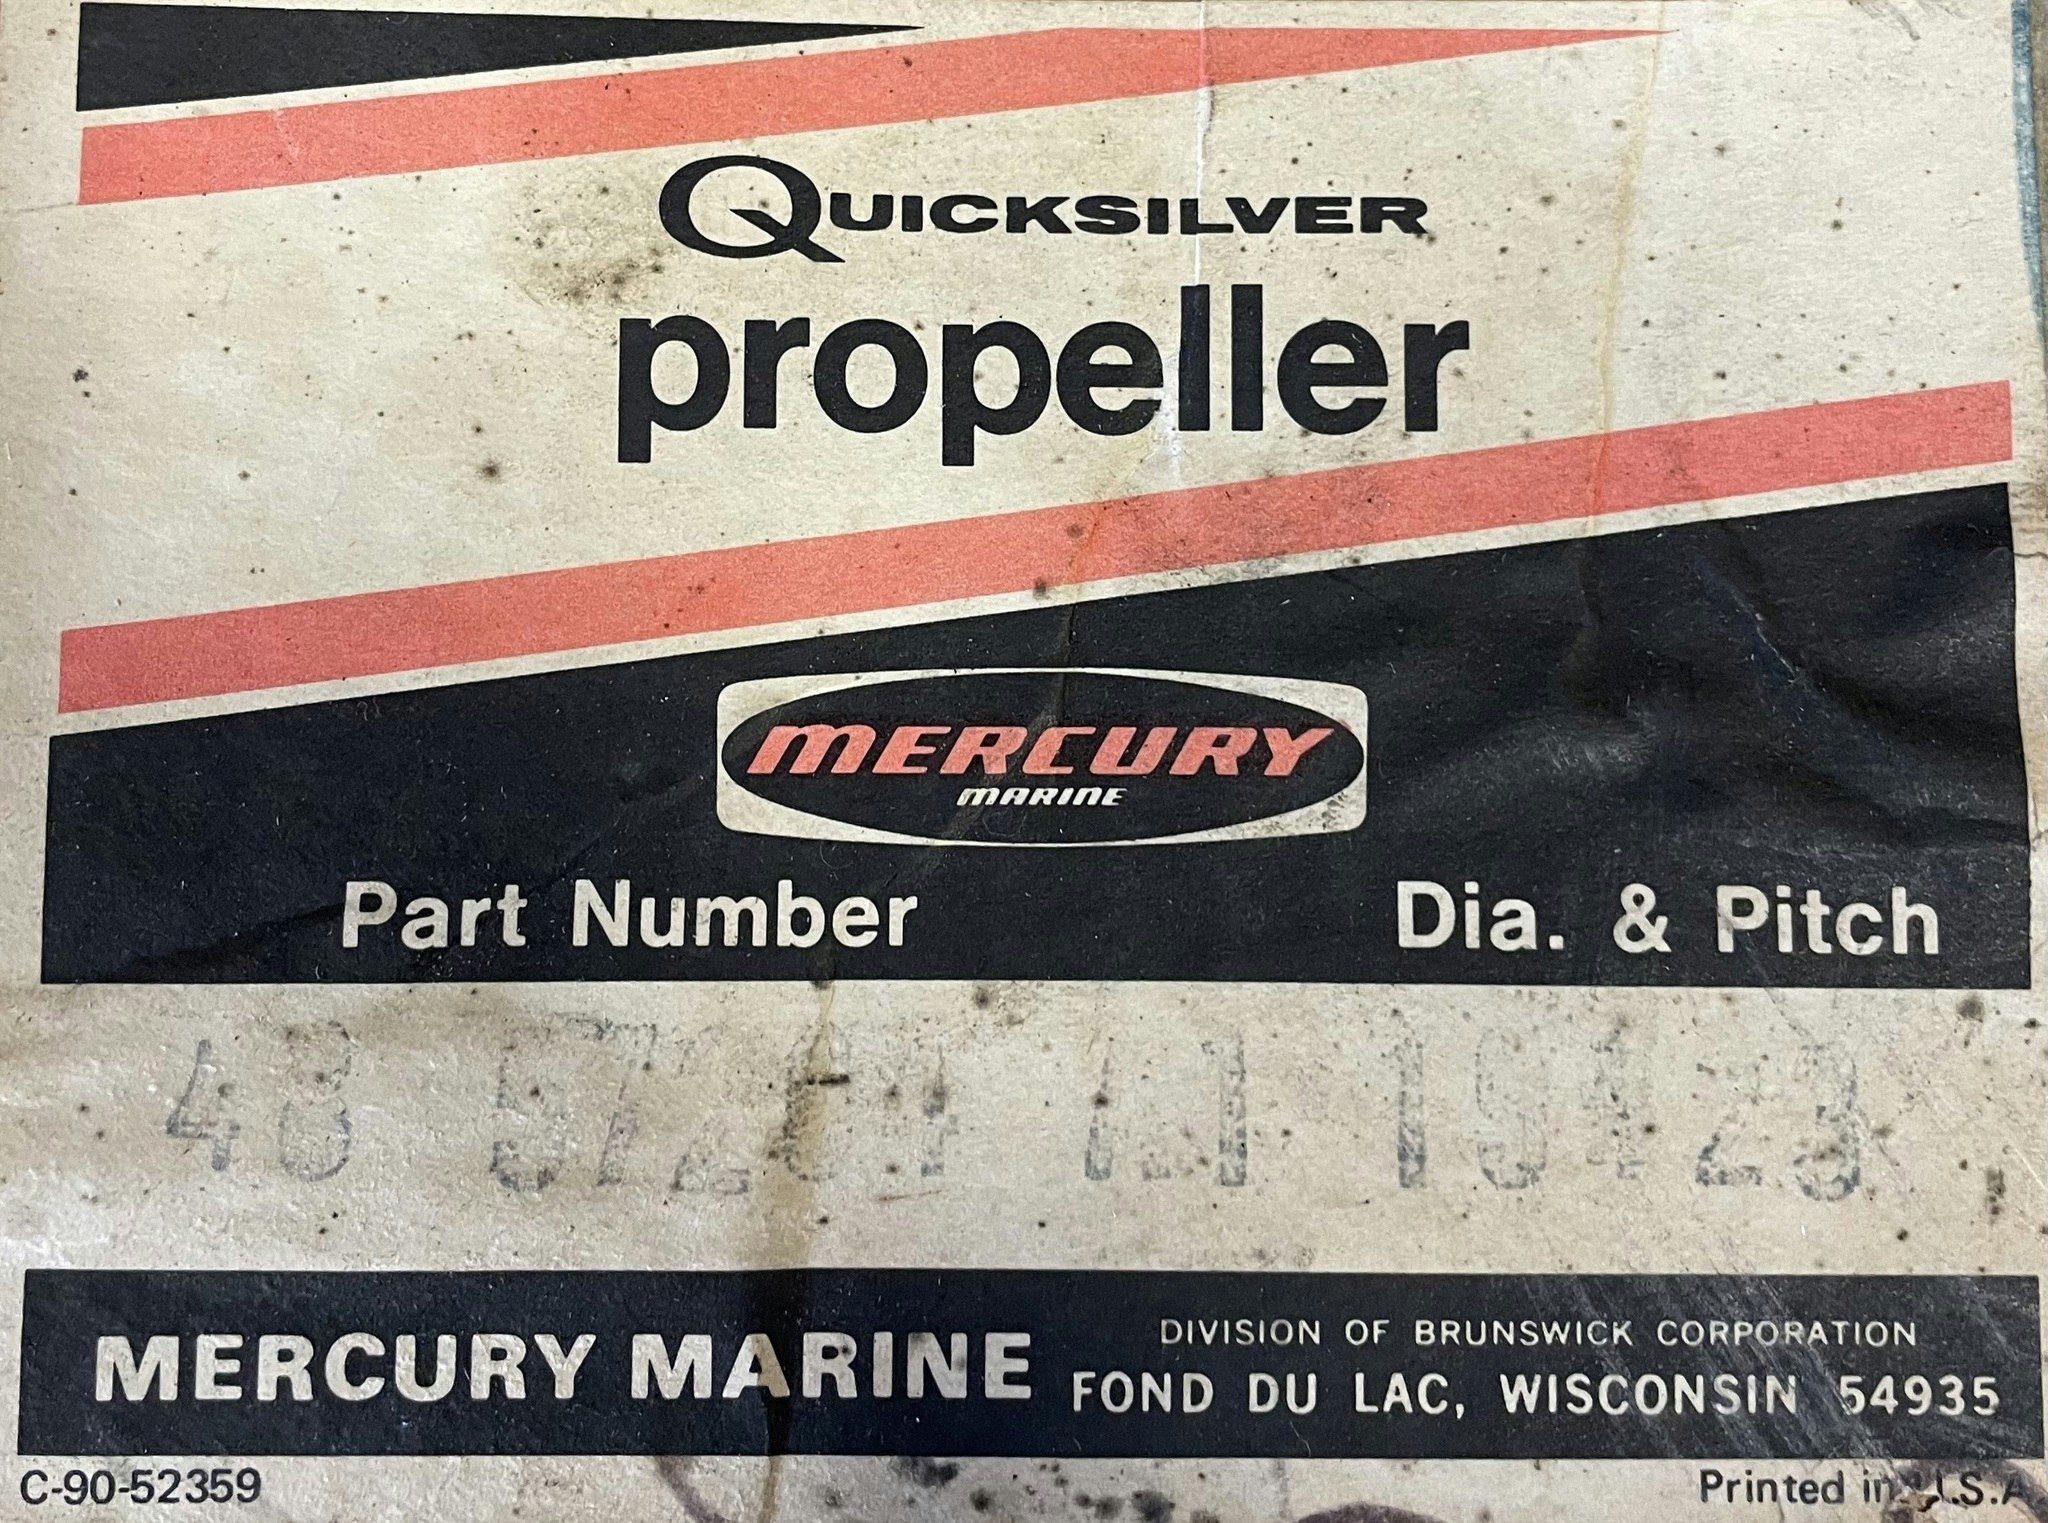 QUICKSILVER
propeller
MERCURY
MARINE
Part Number Dia. & Pitch
48
MERCURY MARINE DIVISION OF BRUNSWICK CORPORATION
FOND DU LAC, WISCONSIN 54935
C-90-52359 Printed in U.S.A